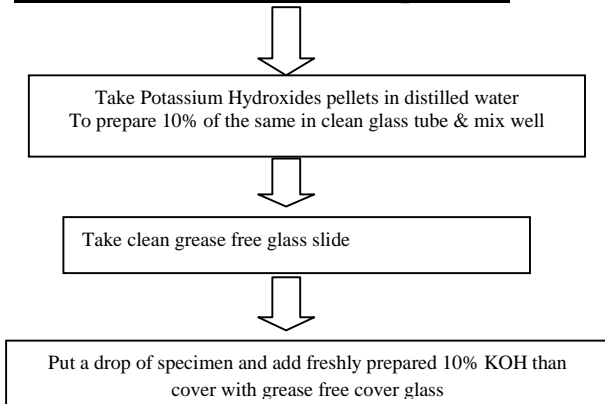 Take Potassium Hydroxides pellets in distilled water
To prepare 10% of the same in clean glass tube & mix well
Take clean grease free glass slide
Put a drop of specimen and add freshly prepared 10% KOH than
cover with grease free cover glass